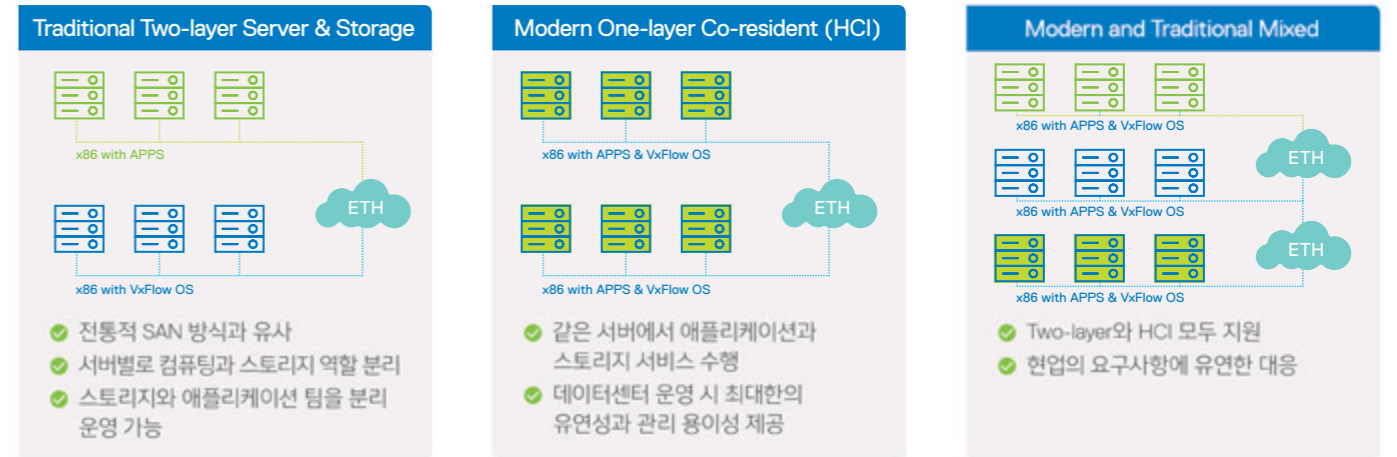 Traditional Two-layer Server & Storage
x86 with APPS
ETH
x86 with VxFlow OS
전통적 SAN 방식과 유사
서버별로 컴퓨팅과 스토리지 역할 분리
스토리지와 애플리케이션 팀을 분리
운영 가능
Modern One-layer Co-resident (HCI)
x86 with APPS & VxFlow OS
ETH
x86 with APPS & VxFlow OS
같은 서버에서 애플리케이션과
스토리지 서비스 수행
데이터센터 운영 시 최대한의
유연성과 관리 용이성 제공
Modern and Traditional Mixed
x86 with APPS & VxFlow OS
ETH
x86 with APPS & VxFlow OS
ETH
x86 with APPS & VxFlow OS
Two-layer와 HCI 모두 지원
현업의 요구사항에 유연한 대응